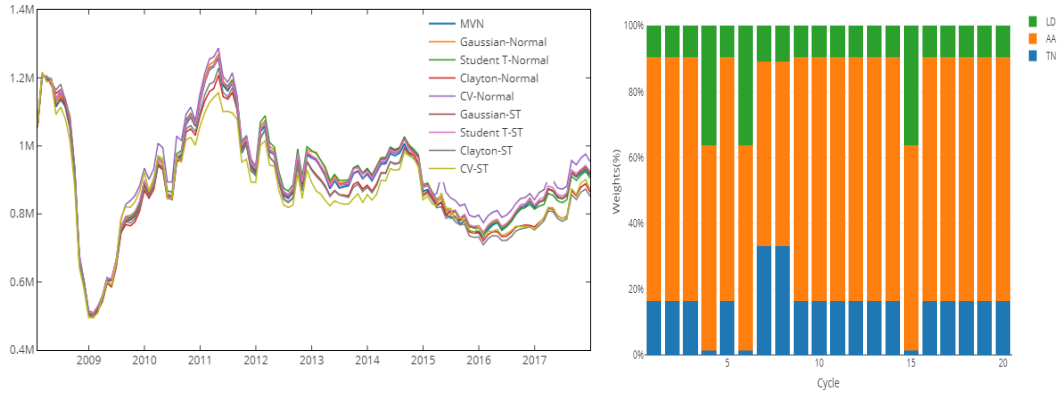 1.4M
1.2M
1M
0.8M
0.6M
0.4M
2009
2010
2011
2012
2013
2014
2015
2016
2017
MVN
Gaussian-Normal
Student T-Normal
Clayton-Normal
CV-Normal
Gaussian-ST
Student T-ST
Clayton-ST
CV-ST
Weights(%)
100%
80%
60%
40%
20%
0%
5
10
15
20
Cycle
LD
AA
TN